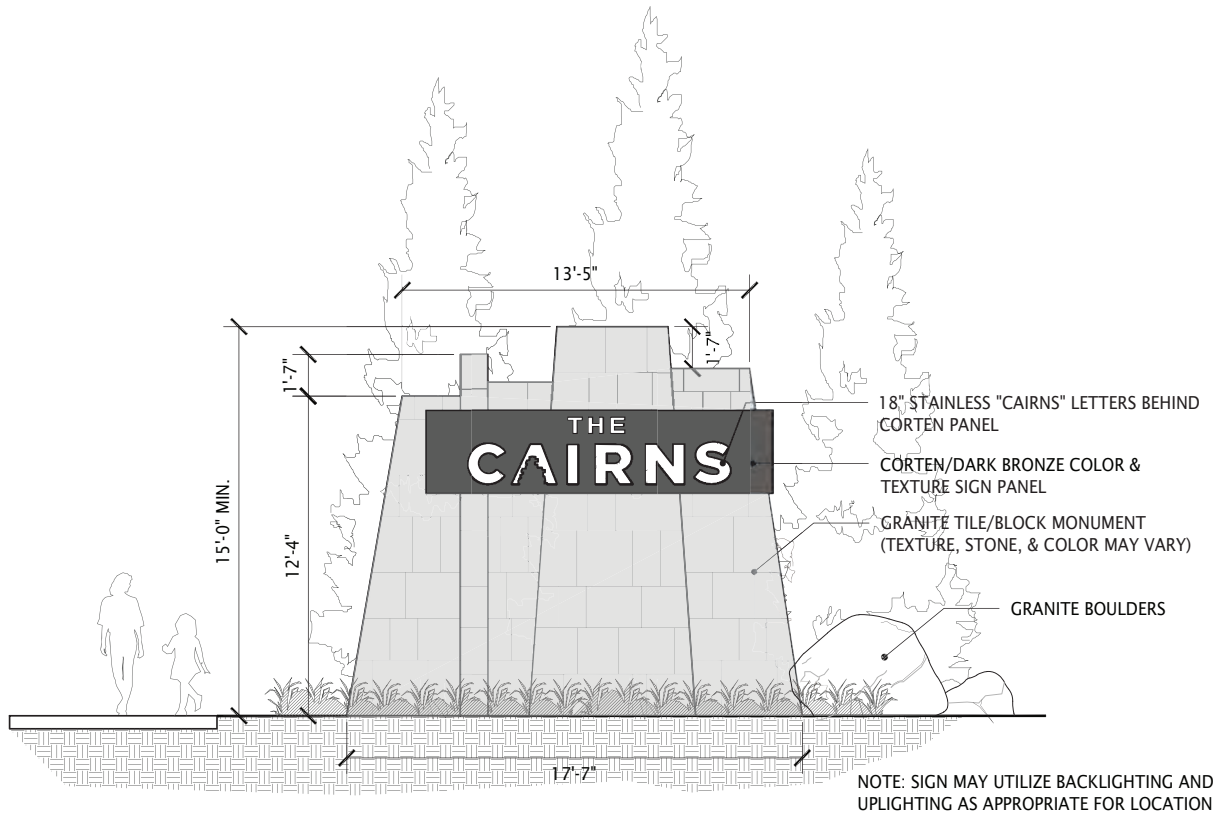 13'-5"
1'-7"
1'-7"
15'-0" MIN.
12'-4"
THE
CAIRNS
18" STAINLESS "CAIRNS" LETTERS BEHIND
CORTEN PANEL
CORTEN/DARK BRONZE COLOR &
TEXTURE SIGN PANEL
GRANITE TILE/BLOCK MONUMENT
(TEXTURE, STONE, & COLOR MAY VARY)
GRANITE BOULDERS
17'-7"
NOTE: SIGN MAY UTILIZE BACKLIGHTING AND
UPLIGHTING AS APPROPRIATE FOR LOCATION